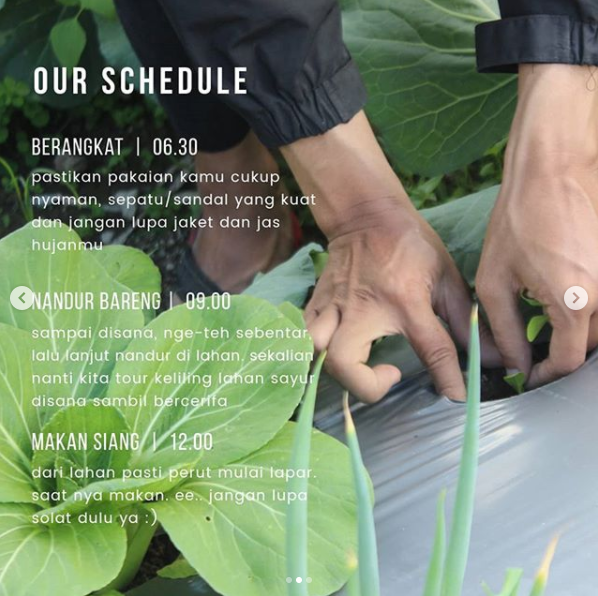 OUR SCHEDULE
BERANGKAT | 06.30
pastikan pakaian kamu cukup
nyaman, sepatu/sandal yang kuat
dan jangan lupa jaket dan jas
hujanmu
NANDUR BARENG | 09.00
sampai disana, nge-teh sebentar.
lalu lanjut nandur di lahan. sekalian
nanti kita tour keliling lahan sayur
disana sambil bercerita
MAKAN SIANG | 12.00
dari lahan pasti perut mulai lapar.
saat nya makan. ee.. jangan lupa
solat dulu ya :)